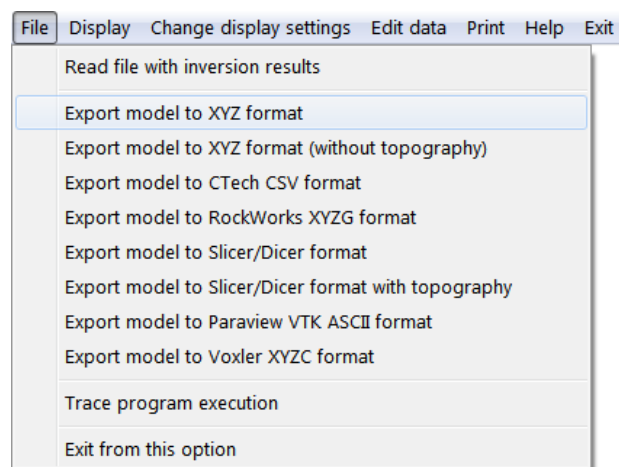 File Display Change display settings Edit data Print Help Exit
Read file with inversion results
Export model to XYZ format
Export model to XYZ format (without topography)
Export model to CTech CSV format
Export model to RockWorks XYZG format
Export model to Slicer/Dicer format
Export model to Slicer/Dicer format with topography
Export model to Paraview VTK ASCII format
Export model to Voxler XYZC format
Trace program execution
Exit from this option